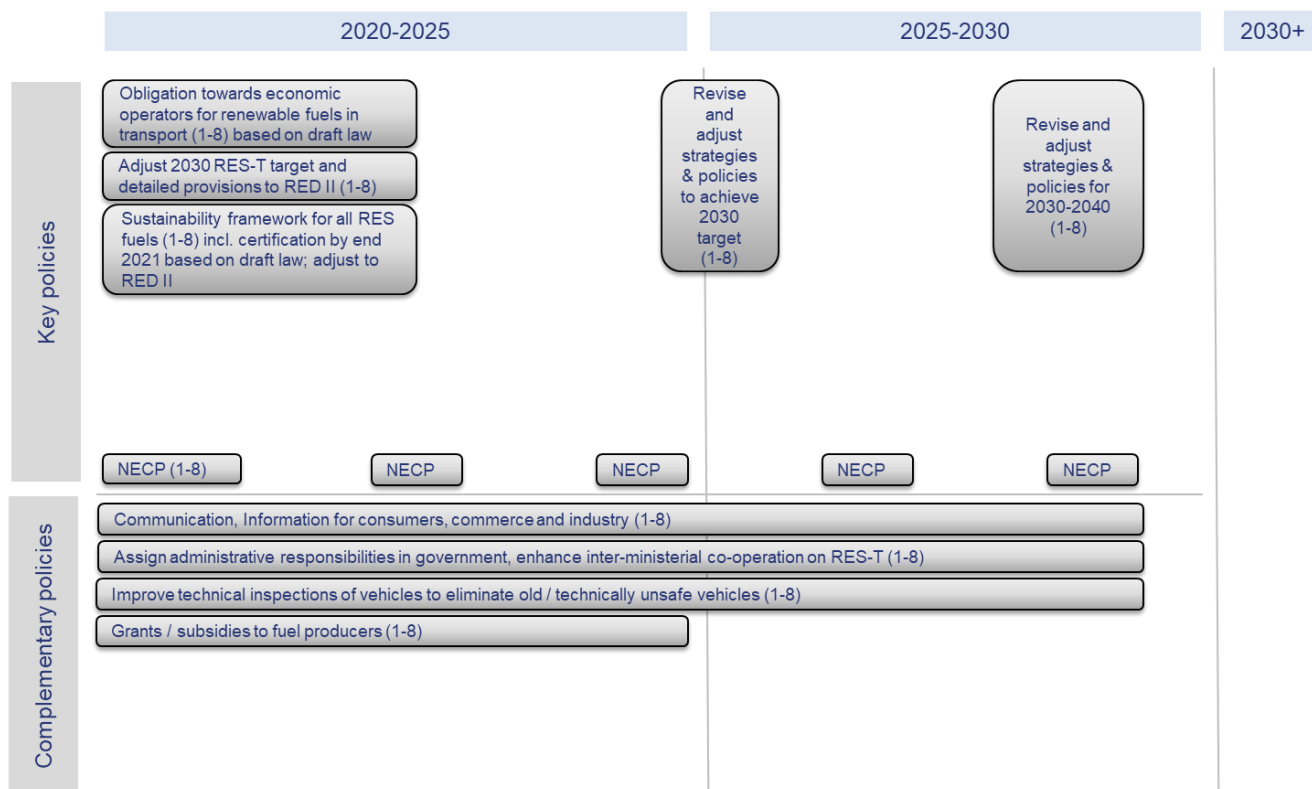 2020-2025
2025-2030
2030+
Key policies
Obligation towards economic
operators for renewable fuels in
transport (1-8) based on draft law
Adjust 2030 RES-T target and
detailed provisions to RED II (1-8)
Sustainability framework for all RES
fuels (1-8) incl. certification by end
2021 based on draft law; adjust to
RED II
Revise
and
adjust
strategies
& policies
to achieve
2030
target
(1-8)
Revise and
adjust
strategies &
policies for
2030-2040
(1-8)
NECP (1-8)
NECP
NECP
NECP
NECP
Complementary policies
Communication, Information for consumers, commerce and industry (1-8)
Assign administrative responsibilities in government, enhance inter-ministerial co-operation on RES-T (1-8)
Improve technical inspections of vehicles to eliminate old / technically unsafe vehicles (1-8)
Grants / subsidies to fuel producers (1-8)